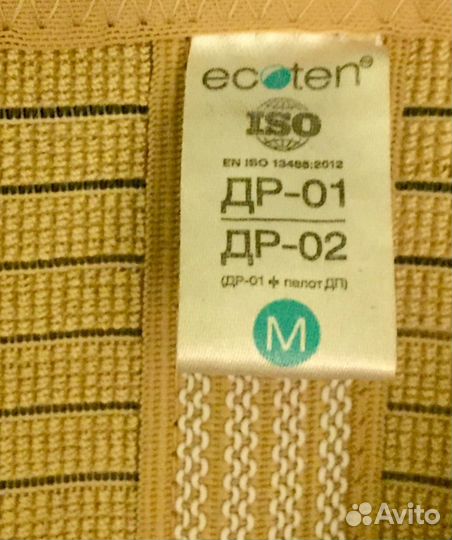 ecoten®
ISO
EN ISO 13485:2012
ДР-01
ДР-02
(ДР-01 + пелот ДП)
M
Avito